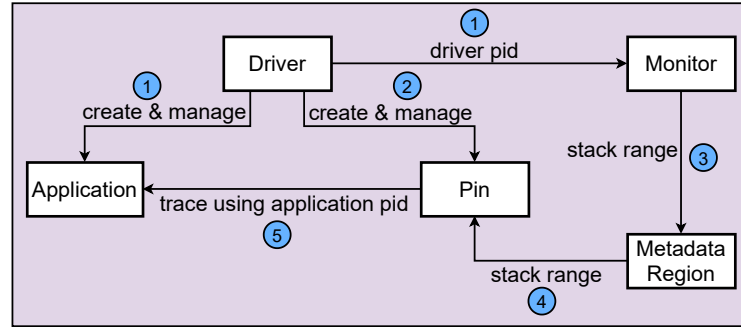 1
driver pid
Driver
Monitor
1
2
create & manage
create & manage
stack range
3
Application
Pin
trace using application pid
5
Metadata
Region
stack range
4